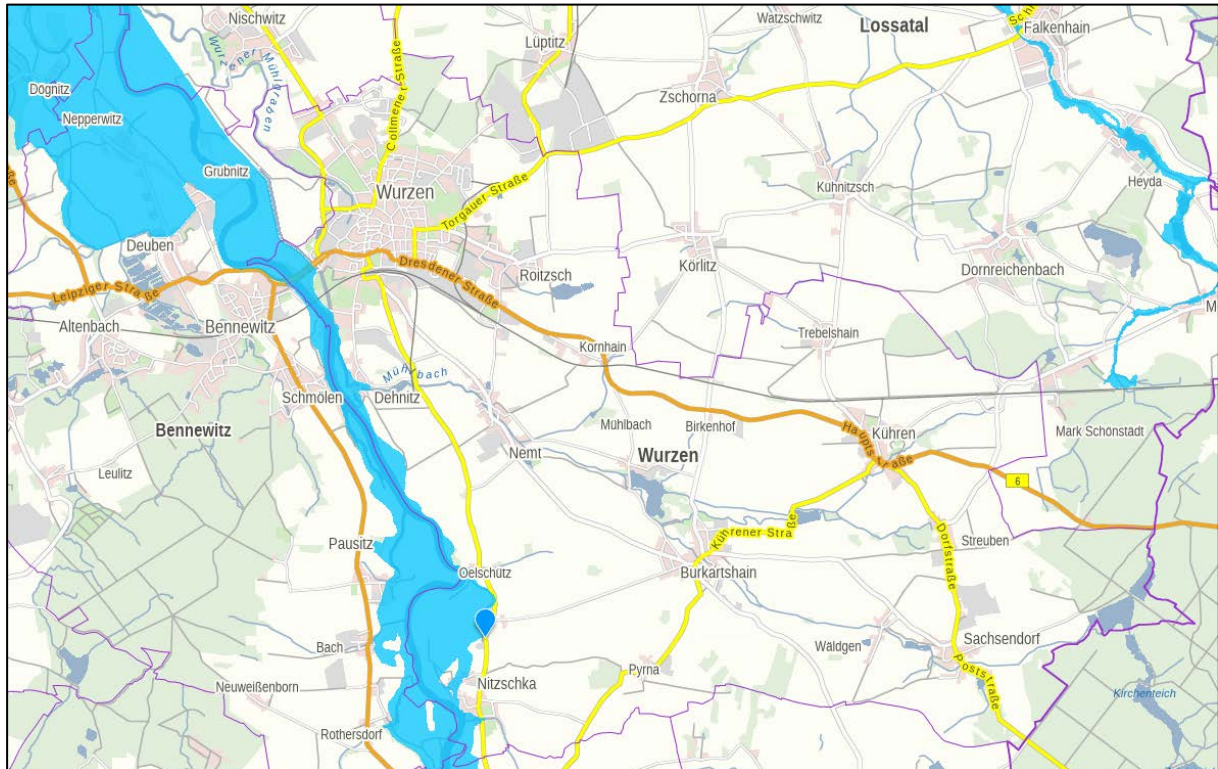 Nischwitz
Lüptitz
Watzschwitz
Lossatal
Falkenhain
Wurzener Mühlgraben
Collmener-Straße
Dögnitz
Nepperwitz
Zschorna
Grubnitz
Wurzen
Torgauer-Straße
Kühnitzsch
Heyda
Deuben
Dresdener Straße
Roitzsch
Körlitz
Dornreichenbach
Leipziger Straße
Altenbach
Bennewitz
Trebelshain
Kornhain
Mühlbach
Schmölen
Dehnitz
Bennewitz
Mühlbach
Birkenhof
Hauptstraße
Kühren
Mark Schönstädt
Nemt
Wurzen
Leulitz
6
Kührener Straße
Dorfstraße
Streuben
Pausitz
Oelschütz
Burkartshain
Bach
Wäldgen
Sachsendorf
Pyrna
Poststraße
Neuweißenborn
Nitzschka
Kirchenteich
Rothersdorf